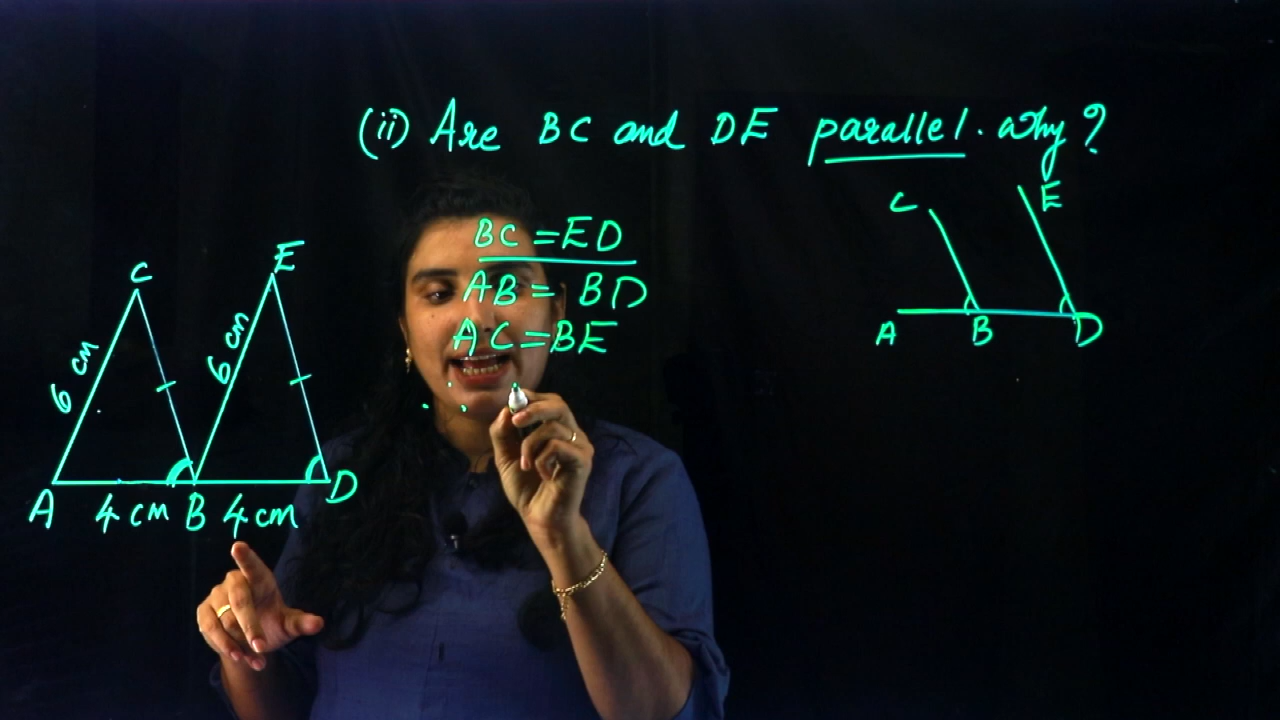 (ii) Are BC and DE parallel. Why?
BC = ED
AB = BD
AC = BE
∴
C
E
6 cm
6 cm
A 4 cm B 4 cm D
C
E
A B D